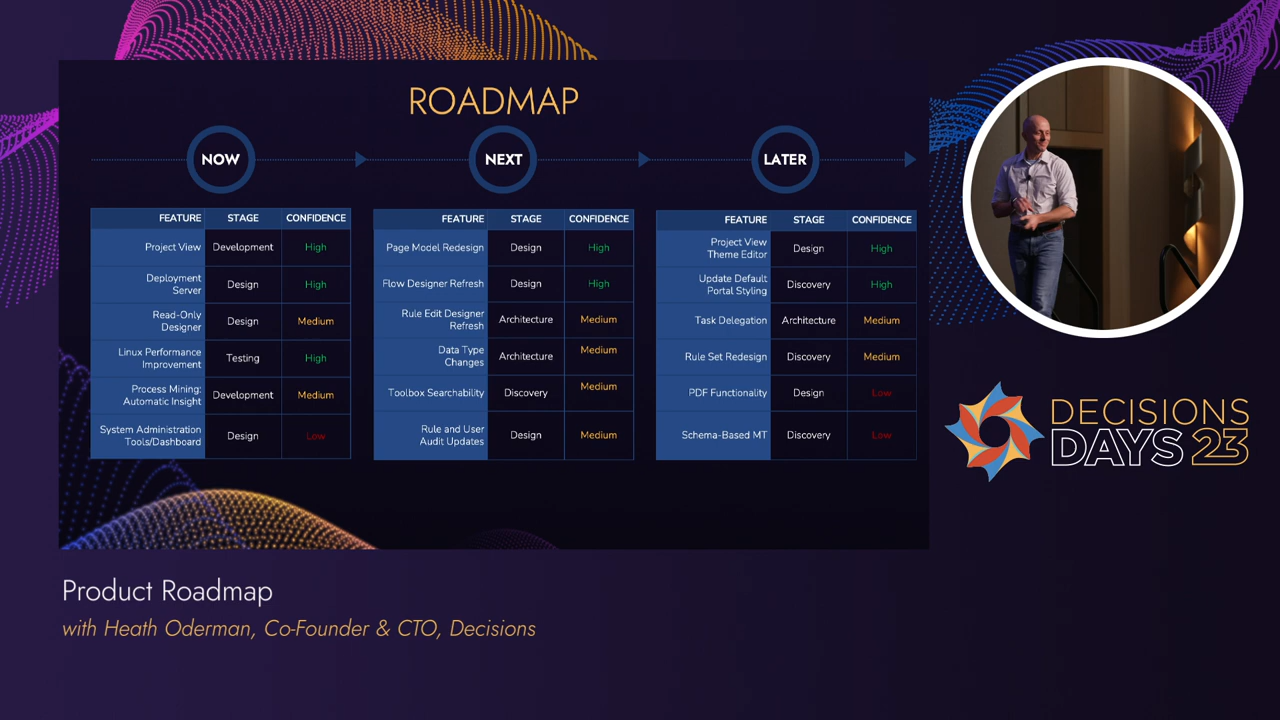 ROADMAP
NOW
NEXT
LATER
FEATURE STAGE CONFIDENCE
Project View Development High
Deployment
Server Design High
Read-Only
Designer Design Medium
Linux Performance
Improvement Testing High
Process Mining:
Automatic Insight Development Medium
System Administration
Tools/Dashboard Design Low
FEATURE STAGE CONFIDENCE
Page Model Redesign Design High
Flow Designer Refresh Design High
Rule Edit Designer
Refresh Architecture Medium
Data Type
Changes Architecture Medium
Toolbox Searchability Discovery Medium
Rule and User
Audit Updates Design Medium
FEATURE STAGE CONFIDENCE
Project View
Theme Editor Design High
Update Default
Portal Styling Discovery High
Task Delegation Architecture Medium
Rule Set Redesign Discovery Medium
PDF Functionality Design Low
Schema-Based MT Discovery Low
DECISIONS
DAYS 23
Product Roadmap
with Heath Oderman, Co-Founder & CTO, Decisions